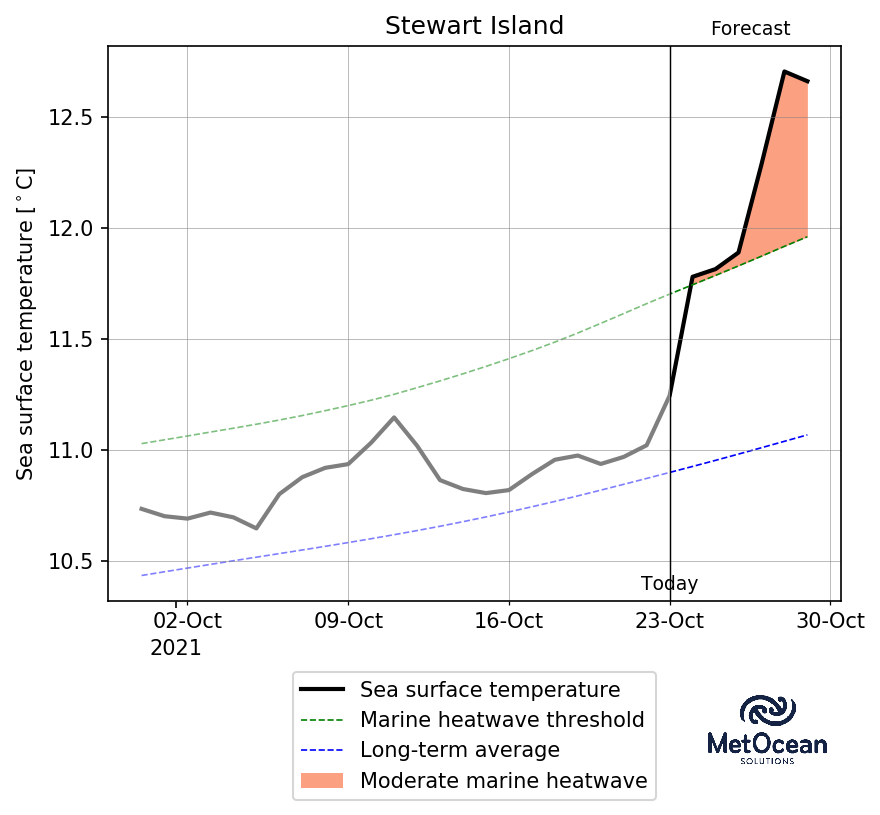 Stewart Island
Forecast
Sea surface temperature [°C]
12.5
12.0
11.5
11.0
10.5
Today
02-Oct
09-Oct
16-Oct
23-Oct
30-Oct
2021
Sea surface temperature
Marine heatwave threshold
Long-term average
Moderate marine heatwave
MetOcean
SOLUTIONS